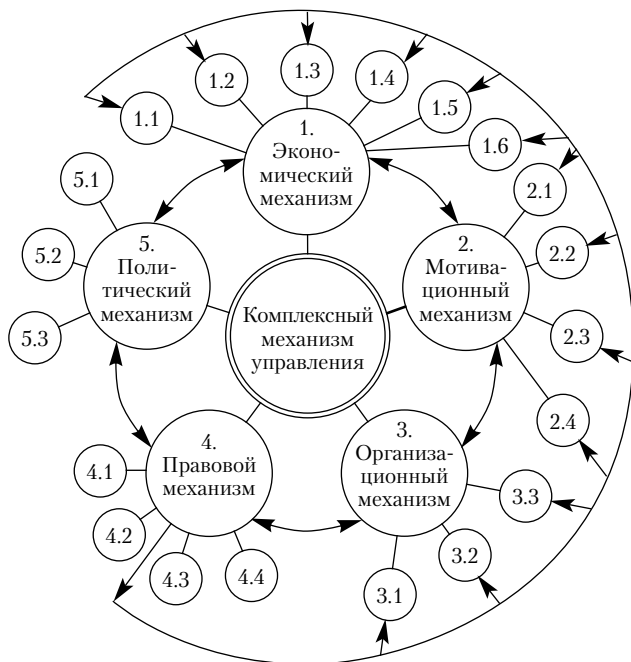 1.1
1.2
1.3
1.4
1.5
1.6
1.
Эконо-
мический
механизм
2.1
2.2
2.3
2.4
2.
Мотива-
ционный
механизм
5.1
5.2
5.3
5.
Поли-
тический
механизм
Комплексный
механизм
управления
4.
Правовой
механизм
4.1
4.2
4.3
4.4
3.
Организа-
ционный
механизм
3.3
3.2
3.1